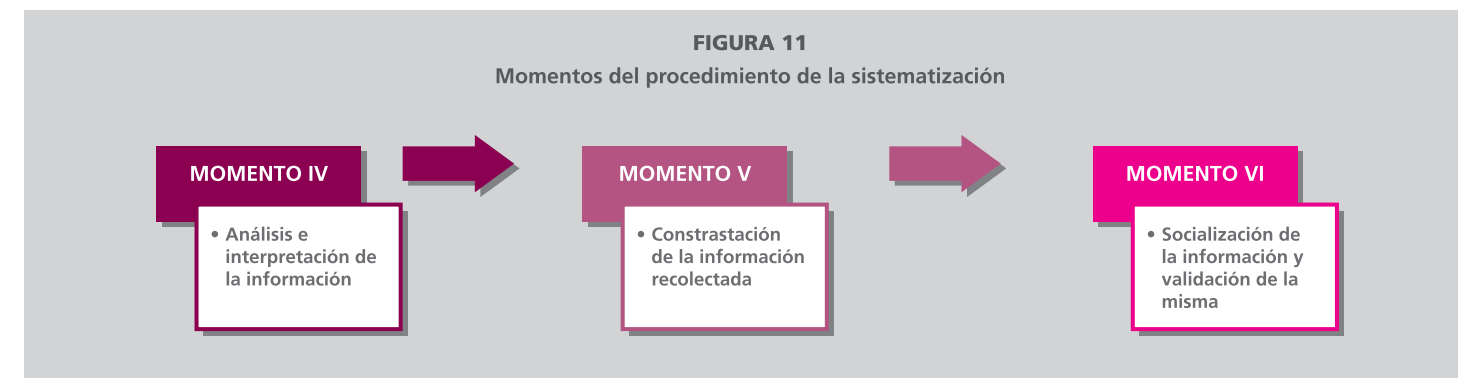 FIGURA 11
Momentos del procedimiento de la sistematización
MOMENTO IV
• Análisis e
interpretación de
la información
MOMENTO V
• Constrastación
de la información
recolectada
MOMENTO VI
• Socialización de
la información y
validación de la
misma